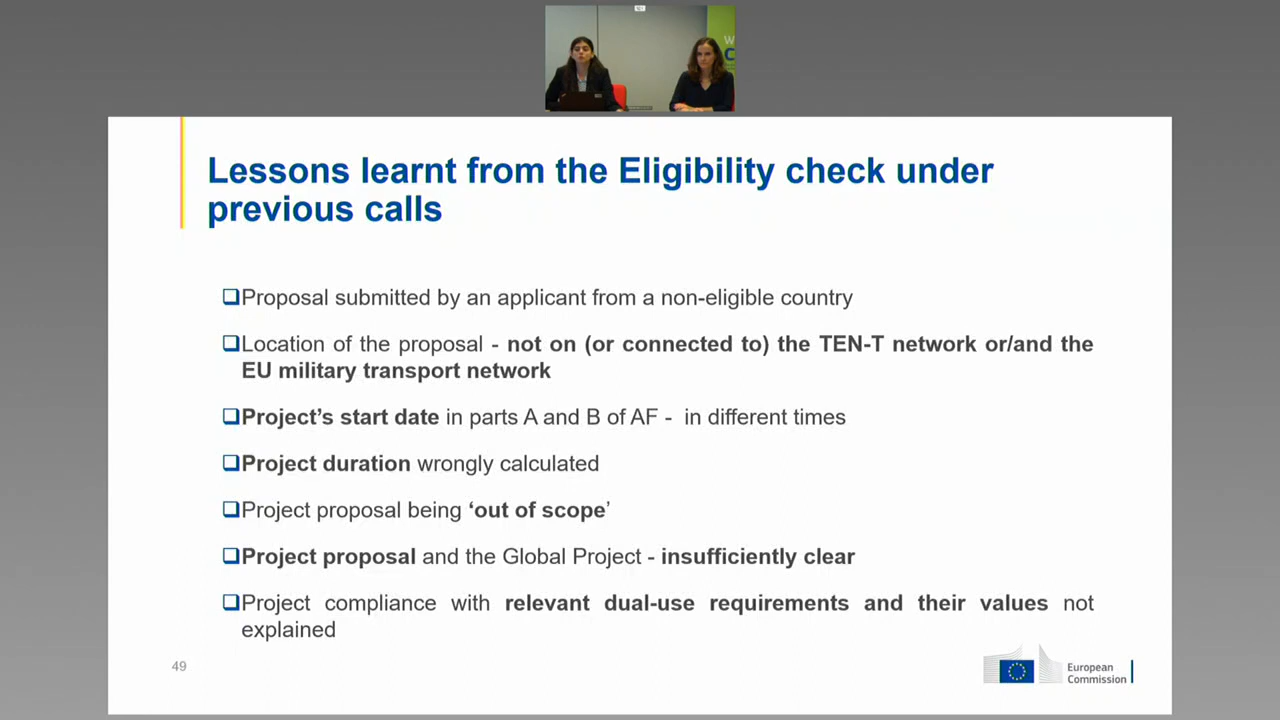 W
C
Lessons learnt from the Eligibility check under
previous calls
❑Proposal submitted by an applicant from a non-eligible country
❑Location of the proposal - not on (or connected to) the TEN-T network or/and the
EU military transport network
❑Project’s start date in parts A and B of AF - in different times
❑Project duration wrongly calculated
❑Project proposal being ‘out of scope’
❑Project proposal and the Global Project - insufficiently clear
❑Project compliance with relevant dual-use requirements and their values not
explained
49
European
Commission